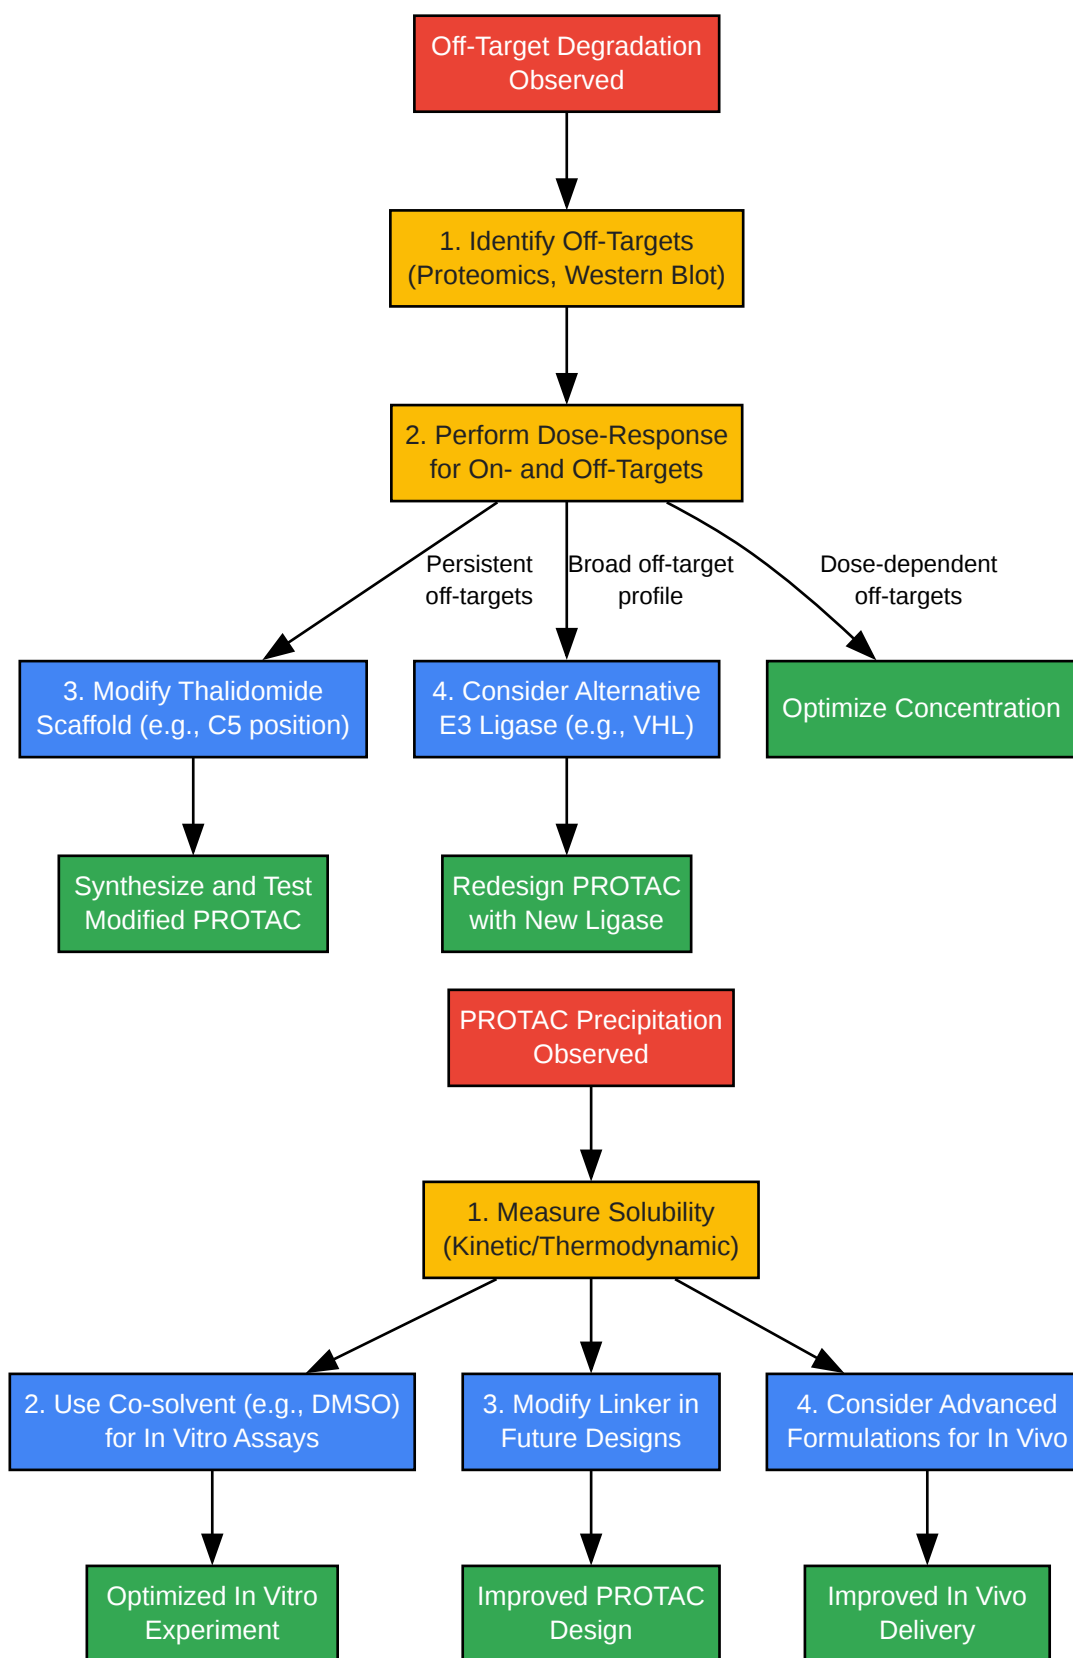 Off-Target Degradation
Observed
1. Identify Off-Targets
(Proteomics, Western Blot)
2. Perform Dose-Response
for On- and Off-Targets
Persistent
off-targets
Broad off-target
profile
Dose-dependent
off-targets
3. Modify Thalidomide
Scaffold (e.g., C5 position)
4. Consider Alternative
E3 Ligase (e.g., VHL)
Optimize Concentration
Synthesize and Test
Modified PROTAC
Redesign PROTAC
with New Ligase
PROTAC Precipitation
Observed
1. Measure Solubility
(Kinetic/Thermodynamic)
2. Use Co-solvent (e.g., DMSO)
for In Vitro Assays
3. Modify Linker in
Future Designs
4. Consider Advanced
Formulations for In Vivo
Optimized In Vitro
Experiment
Improved PROTAC
Design
Improved In Vivo
Delivery